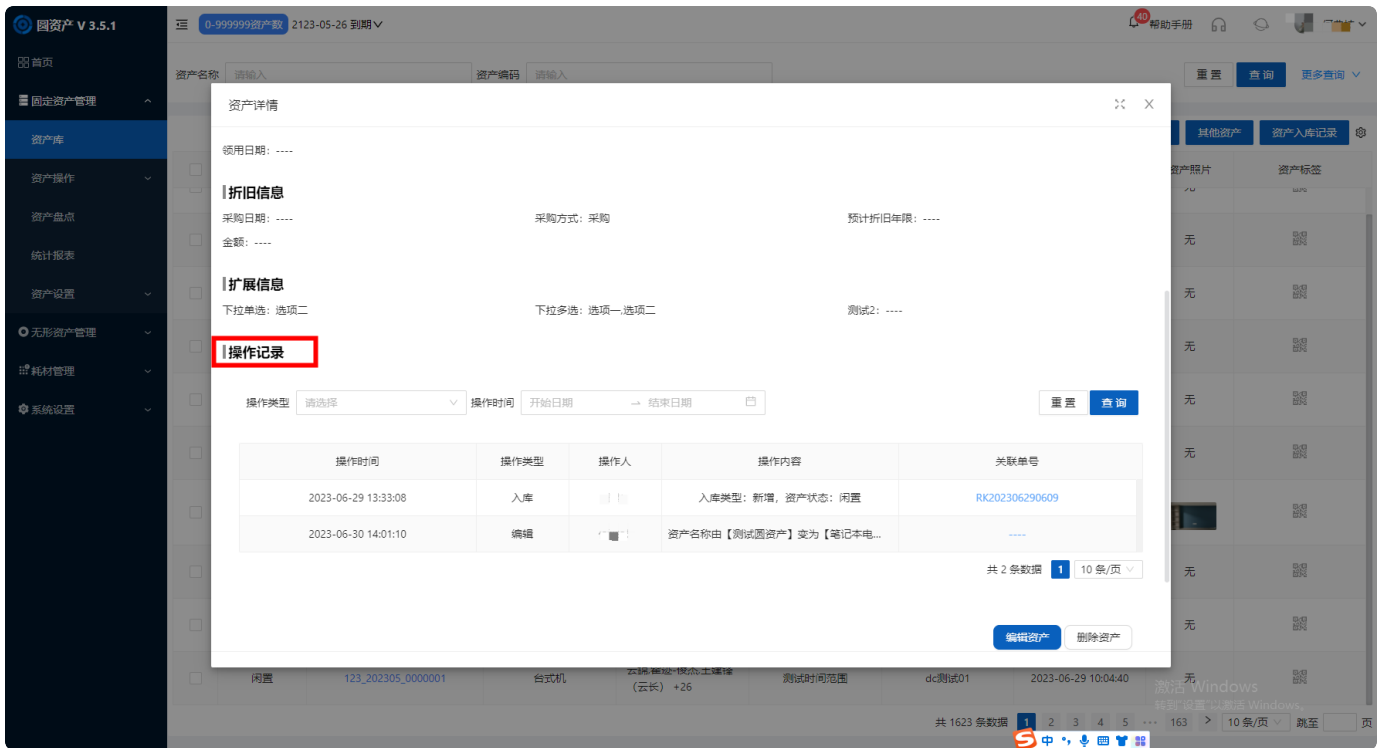 圆资产 V 3.5.1
0-999999资产数 2123-05-26 到期
40 帮助手册
首页
固定资产管理
资产库
资产操作
资产盘点
统计报表
资产设置
无形资产管理
耗材管理
系统设置
资产名称 请输入 资产编码 请输入 重置 查询 更多查询
其他资产 资产入库记录
资产照片 资产标签
资产详情
领用日期：----
折旧信息
采购日期：---- 采购方式：采购 预计折旧年限：----
金额：----
扩展信息
下拉单选：选项二 下拉多选：选项一,选项二 测试2：----
操作记录
操作类型 请选择 操作时间 开始日期 → 结束日期 重置 查询
操作时间 操作类型 操作人 操作内容 关联单号
2023-06-29 13:33:08 入库 入库类型：新增，资产状态：闲置 RK202306290609
2023-06-30 14:01:10 编辑 资产名称由【测试圆资产】变为【笔记本电... ----
共 2 条数据 1 10 条/页
编辑资产 删除资产
无
无
无
无
无
无
无
闲置 123_202305_0000001 台式机 (云长) +26 测试时间范围 dc测试01 2023-06-29 10:04:40 无
激活 Windows
转到"设置"以激活 Windows。
共 1623 条数据 1 2 3 4 5 ··· 163 > 10 条/页 跳至 页
中